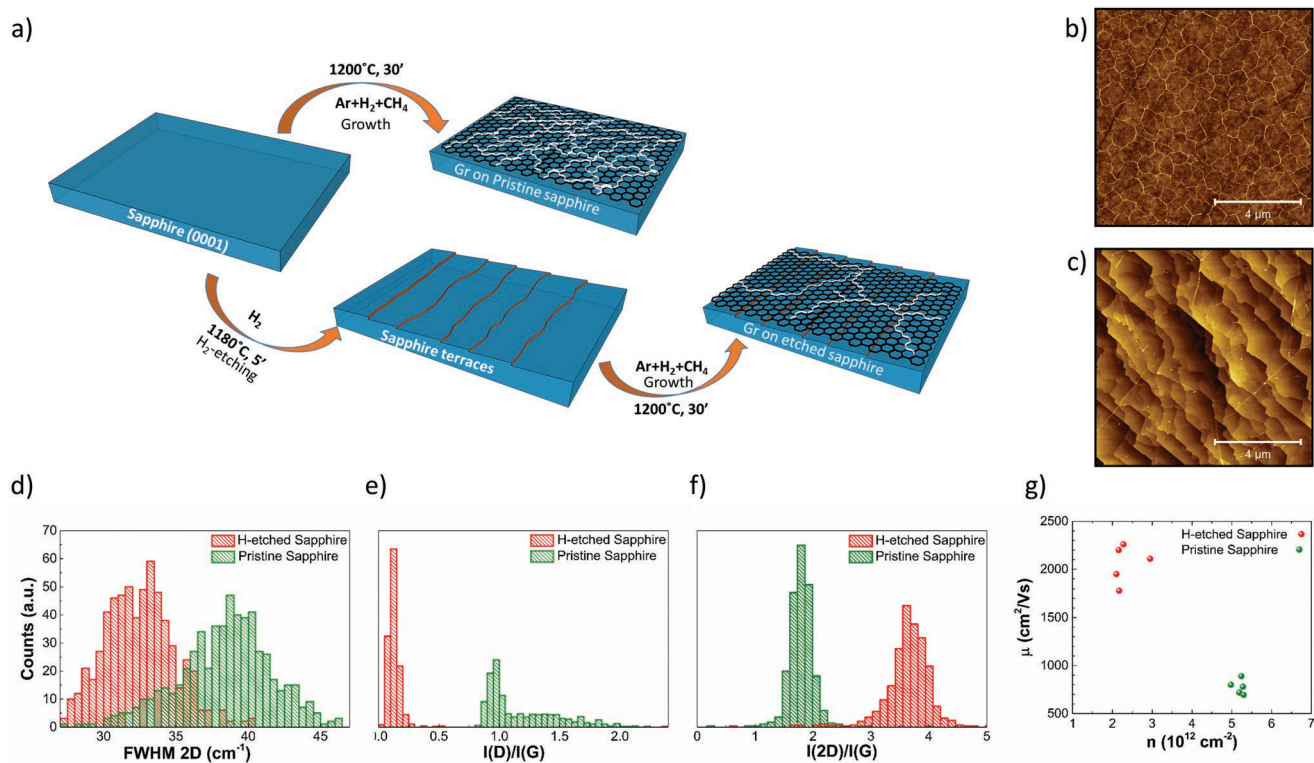 a)
1200°C, 30'
Ar+H2+CH4
Growth
Gr on Pristine sapphire
Sapphire (0001)
H2
1180°C, 5'
H2-etching
Sapphire terraces
Ar+H2+CH4
Growth
1200°C, 30'
Gr on etched sapphire
b)
4 µm
c)
4 µm
d)
H-etched Sapphire
Pristine Sapphire
Counts (a.u.)
70
60
50
40
30
20
10
0
30 35 40 45
FWHM 2D (cm⁻¹)
e)
H-etched Sapphire
Pristine Sapphire
.0 0.5 1.0 1.5 2.0
I(D)/I(G)
f)
H-etched Sapphire
Pristine Sapphire
0 1 2 3 4 5
I(2D)/I(G)
g)
H-etched Sapphire
Pristine Sapphire
µ (cm²/Vs)
2500
2000
1500
1000
500
1 2 3 4 5 6 7
n (10¹² cm⁻²)